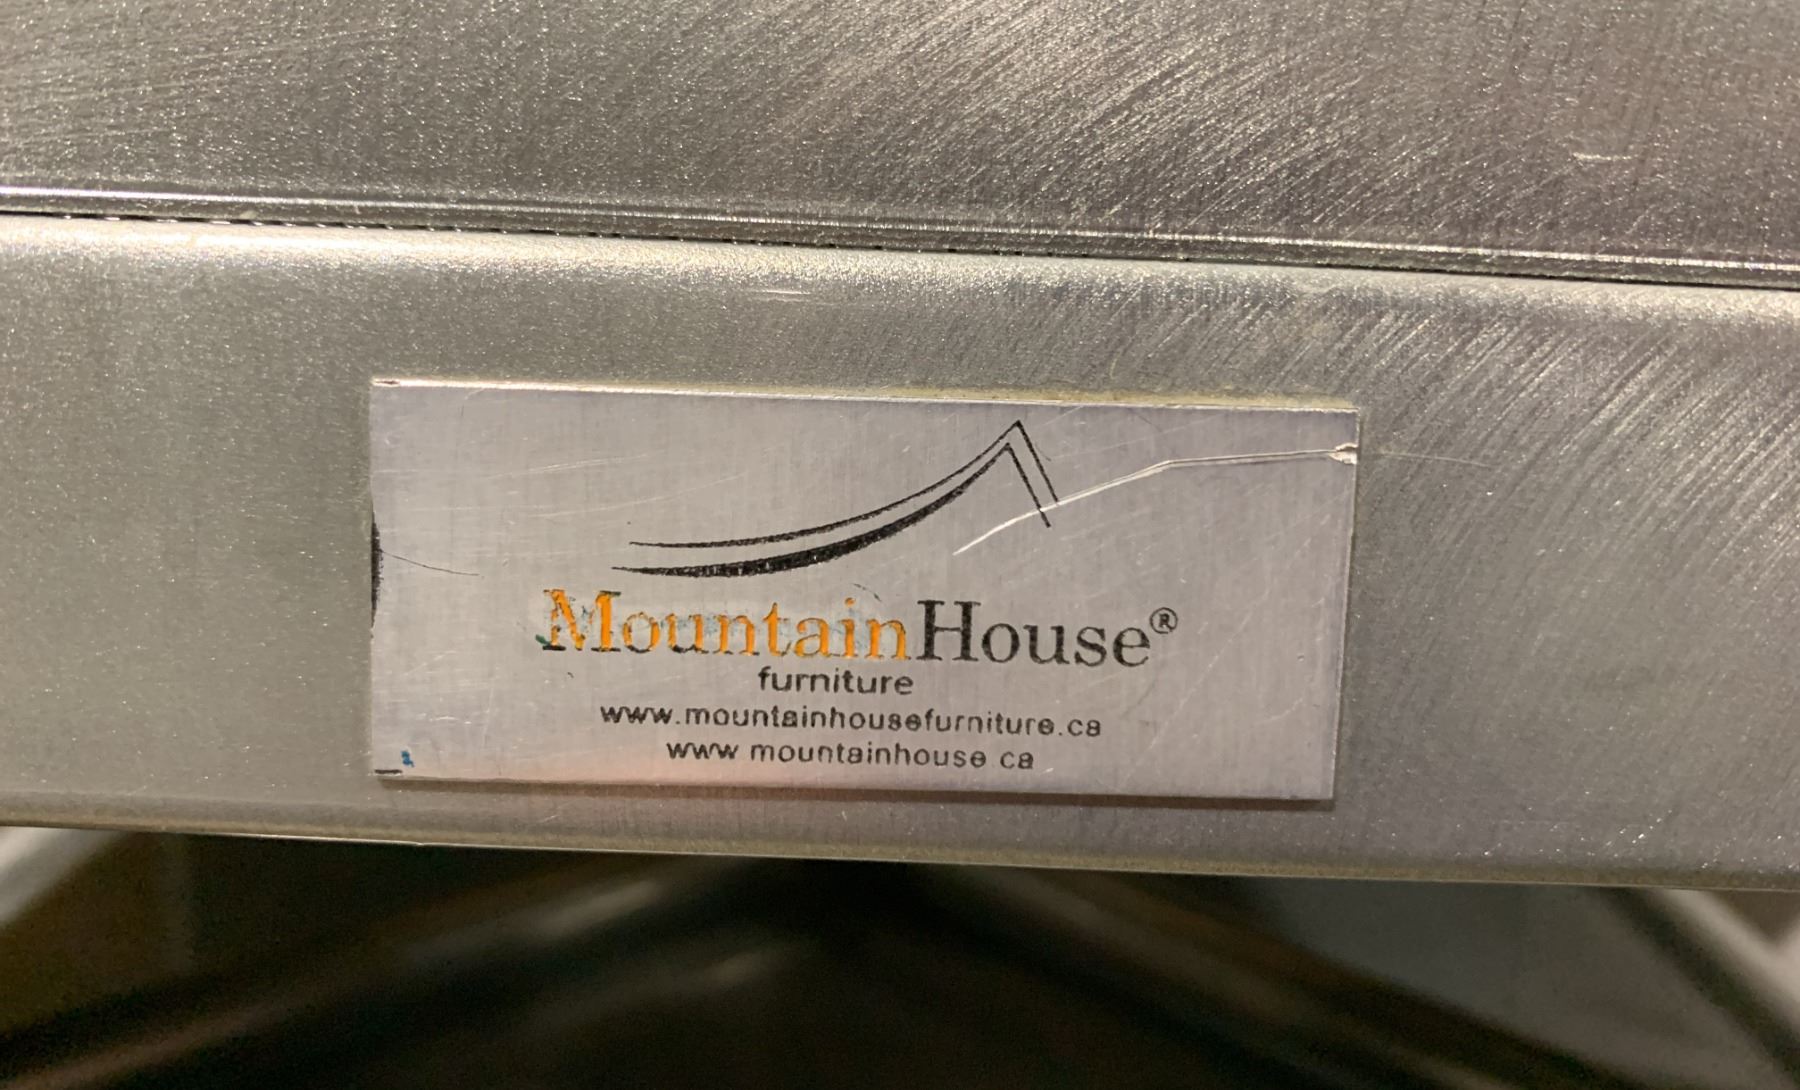 MountainHouse®
furniture
www.mountainhousefurniture.ca
www mountainhouse ca